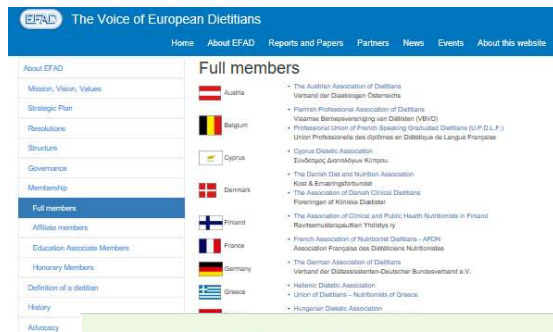 EFAD The Voice of European Dietitians
Home About EFAD Reports and Papers Partners News Events About this website
About EFAD
Mission, Vision, Values
Strategic Plan
Resolutions
Structure
Governance
Membership
Full members
Affiliate members
Education Associate Members
Honorary Members
Definition of a dietitian
History
Advocacy
Full members
Austria
The Austrian Association of Dietitians
Verband der Diaetologen Österreichs
Belgium
Flemish Professional Association of Dietitians
Vlaamse Beroepsvereniging van Diëtisten (VBVD)
Professional Union of French Speaking Graduated Dietitians (U.P.D.L.F.)
Union Professionelle des diplômes en Diététique de Langue Française
Cyprus
Cyprus Dietetic Association
Σύνδεσμος Διαιτολόγων Κύπρου
Denmark
The Danish Diet and Nutrition Association
Kost & Ernæringsforbundet
The Association of Danish Clinical Dietitians
Foreningen af Kliniske Diætister
Finland
The Association of Clinical and Public Health Nutritionists in Finland
Ravitsemusterapeuttien Yhdistys ry
France
French Association of Nutritionist Dietitians - AFDN
Association Française des Diététiciens Nutritionistes
Germany
The German Association of Dietitians
Verband der Diätassistenten-Deutscher Bundesverband e.V.
Greece
Hellenic Dietetic Association
Union of Dietitians – Nutritionists of Greece
Hungarian Dietetic Association